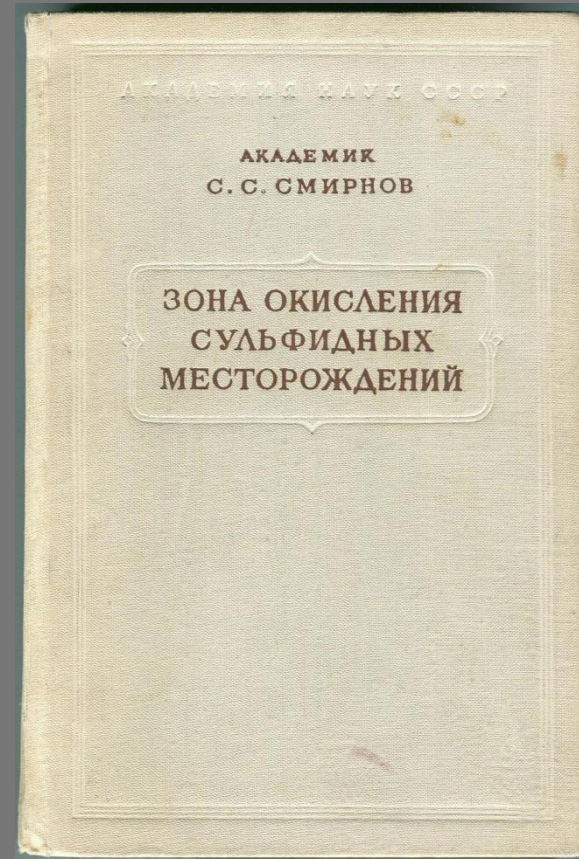 АКАДЕМИЯ НАУК СССР
АКАДЕМИК
С. С. СМИРНОВ
ЗОНА ОКИСЛЕНИЯ
СУЛЬФИДНЫХ
МЕСТОРОЖДЕНИЙ